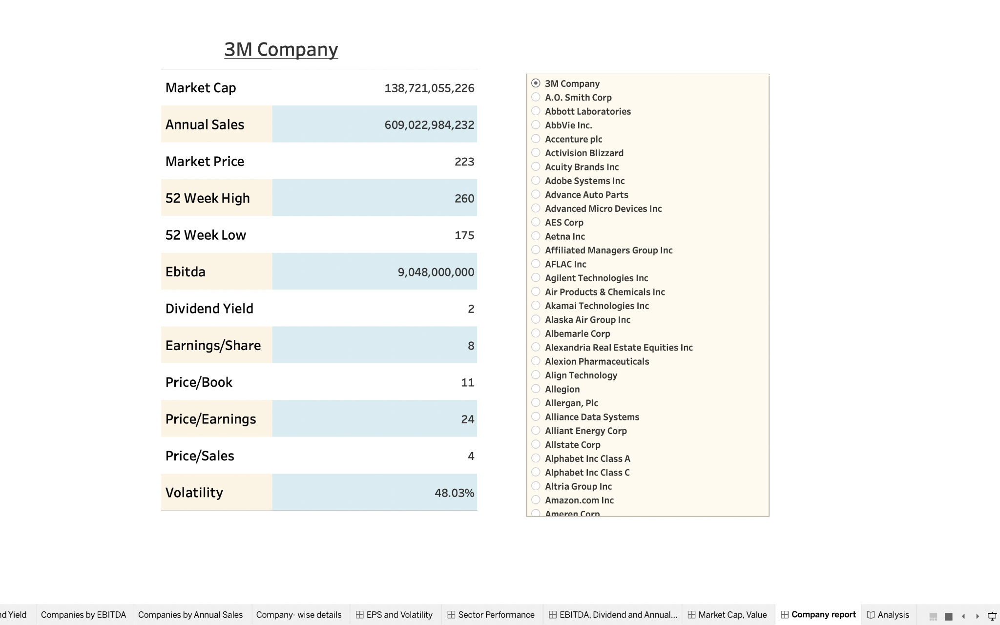 3M Company
Market Cap 138,721,055,226
Annual Sales 609,022,984,232
Market Price 223
52 Week High 260
52 Week Low 175
Ebitda 9,048,000,000
Dividend Yield 2
Earnings/Share 8
Price/Book 11
Price/Earnings 24
Price/Sales 4
Volatility 48.03%
3M Company
A.O. Smith Corp
Abbott Laboratories
AbbVie Inc.
Accenture plc
Activision Blizzard
Acuity Brands Inc
Adobe Systems Inc
Advance Auto Parts
Advanced Micro Devices Inc
AES Corp
Aetna Inc
Affiliated Managers Group Inc
AFLAC Inc
Agilent Technologies Inc
Air Products & Chemicals Inc
Akamai Technologies Inc
Alaska Air Group Inc
Albemarle Corp
Alexandria Real Estate Equities Inc
Alexion Pharmaceuticals
Align Technology
Allegion
Allergan, Plc
Alliance Data Systems
Alliant Energy Corp
Allstate Corp
Alphabet Inc Class A
Alphabet Inc Class C
Altria Group Inc
Amazon.com Inc
Ameren Corp
nd Yield Companies by EBITDA Companies by Annual Sales Company- wise details EPS and Volatility Sector Performance EBITDA, Dividend and Annual... Market Cap, Value Company report Analysis